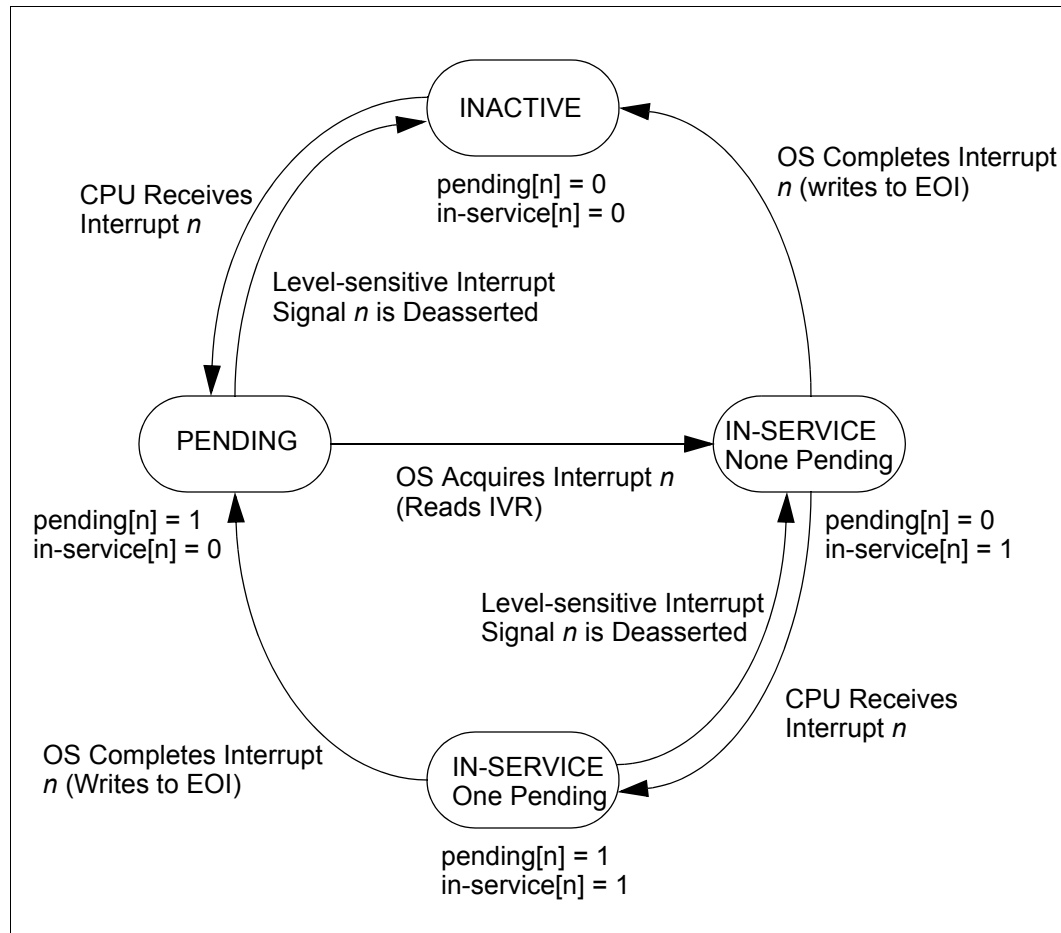 INACTIVE
pending[n] = 0
in-service[n] = 0
CPU Receives
Interrupt n
OS Completes Interrupt
n (writes to EOI)
Level-sensitive Interrupt
Signal n is Deasserted
PENDING
pending[n] = 1
in-service[n] = 0
OS Acquires Interrupt n
(Reads IVR)
IN-SERVICE
None Pending
pending[n] = 0
in-service[n] = 1
Level-sensitive Interrupt
Signal n is Deasserted
CPU Receives
Interrupt n
OS Completes Interrupt
n (Writes to EOI)
IN-SERVICE
One Pending
pending[n] = 1
in-service[n] = 1